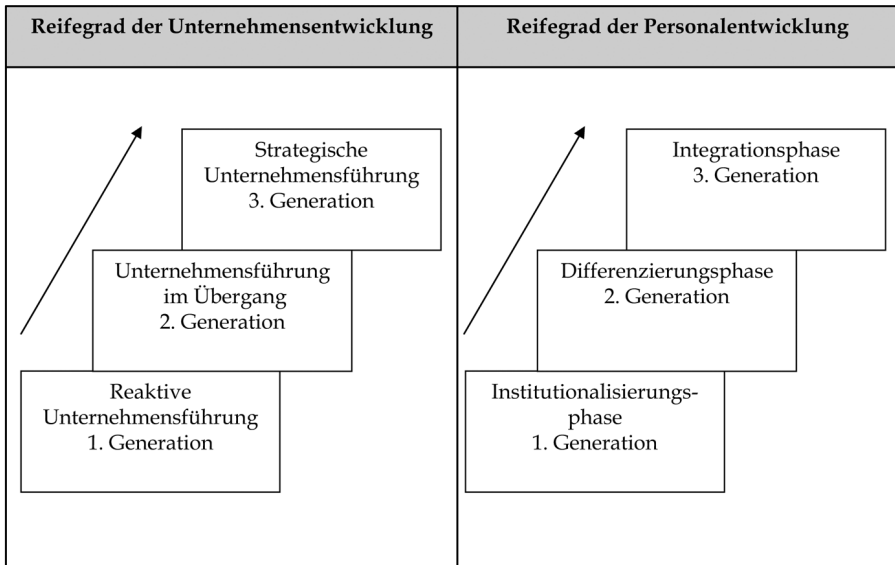 Reifegrad der Unternehmensentwicklung
Reifegrad der Personalentwicklung
Strategische
Unternehmensführung
3. Generation
Unternehmensführung
im Übergang
2. Generation
Reaktive
Unternehmensführung
1. Generation
Integrationsphase
3. Generation
Differenzierungsphase
2. Generation
Institutionalisierungs-
phase
1. Generation